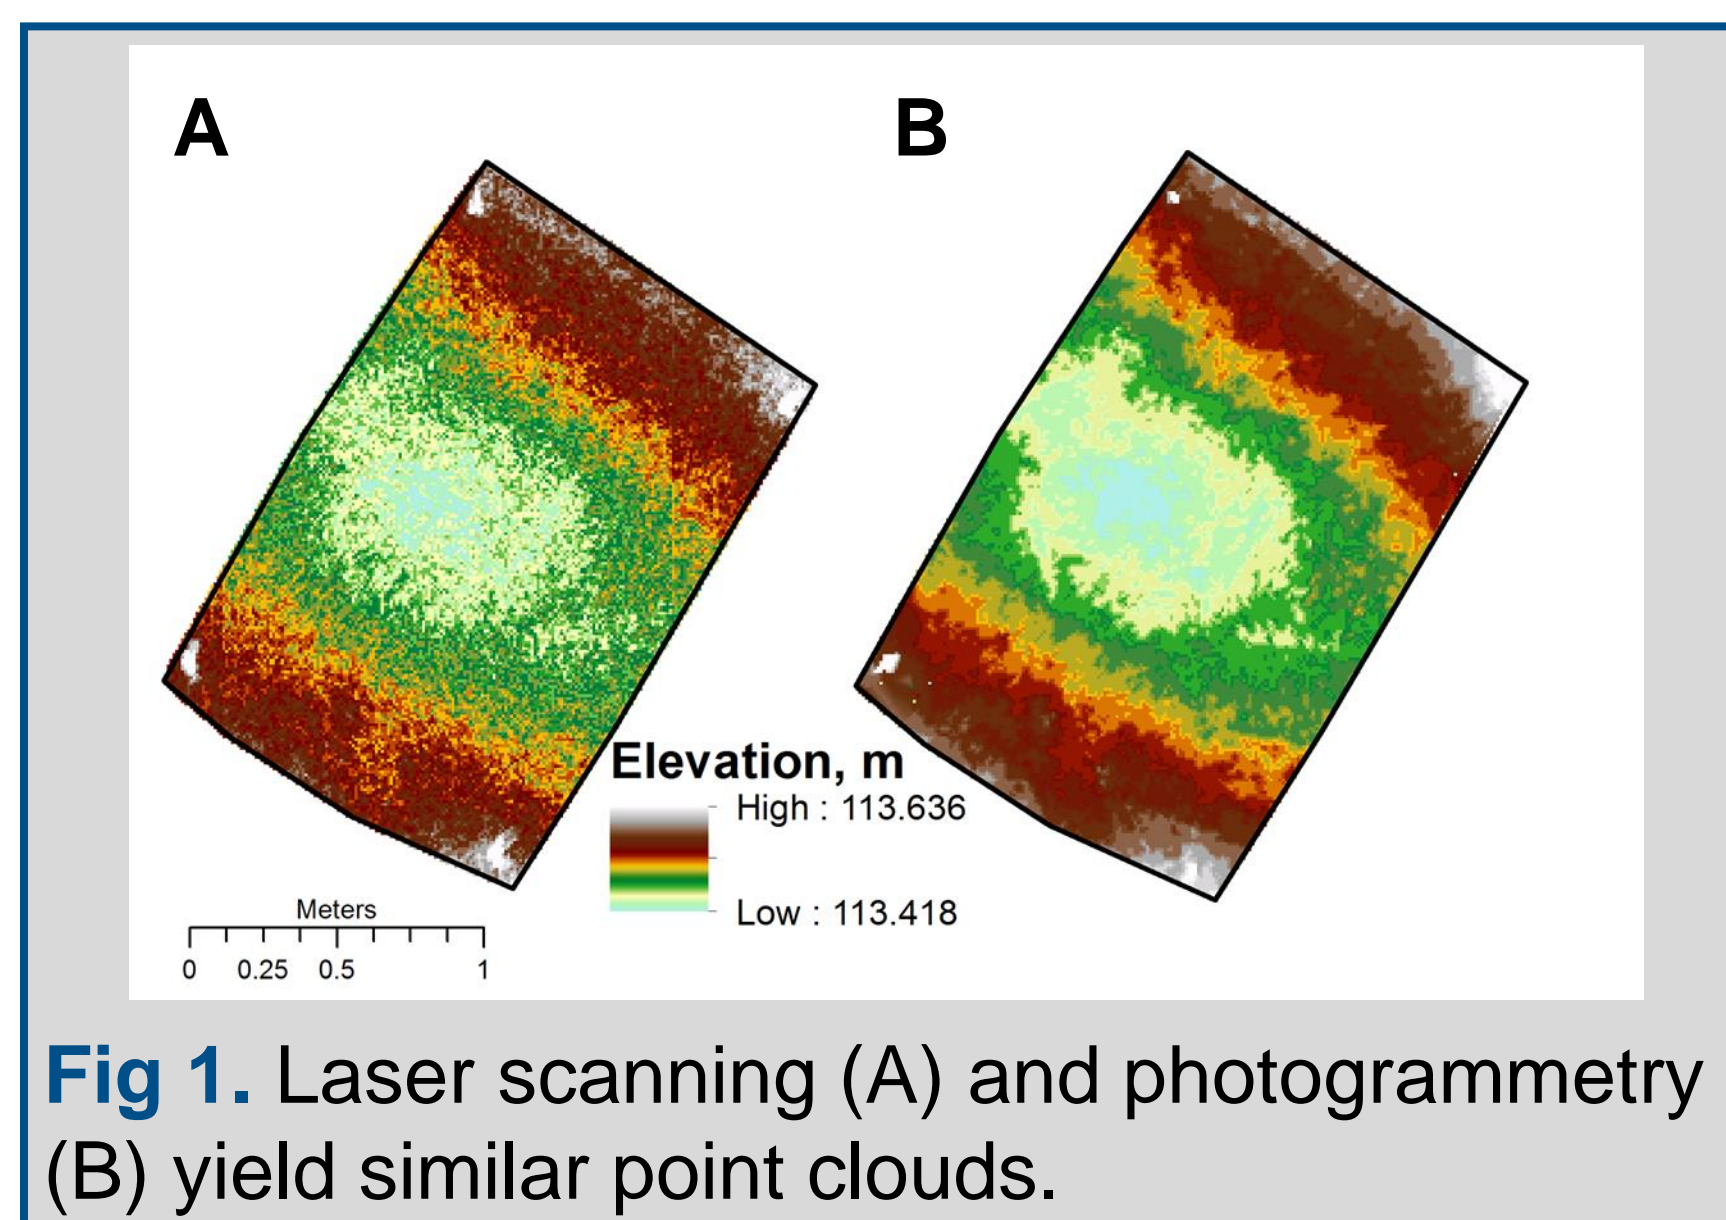 A
B
Elevation, m
High : 113.636
Low : 113.418
Meters
0 0.25 0.5 1
Fig 1. Laser scanning (A) and photogrammetry
(B) yield similar point clouds.